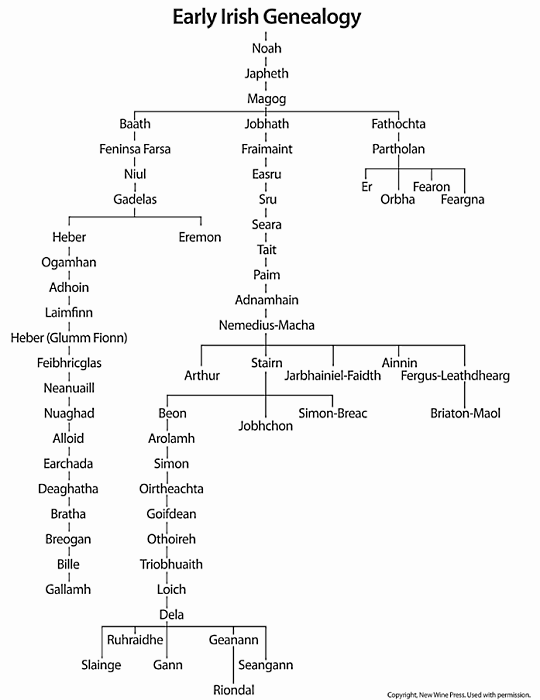 Early Irish Genealogy
Noah
Japheth
Magog
Baath Jobhath Fathochta
Feninsa Farsa Fraimaint Partholan
Niul Easru
Er Fearon
Gadelas Sru Orbha Feargna
Seara
Heber Eremon
Tait
Ogamhan
Paim
Adhoin
Adnamhain
Laimfinn
Nemedius-Macha
Heber (Glumm Fionn)
Feibhricglas Stairn Ainnin
Arthur Jarbhainiel-Faidth Fergus-Leathdhearg
Neanuaill
Nuaghad Beon Simon-Breac Briaton-Maol
Jobhchon
Alloid Arolamh
Earchada Simon
Deaghatha Oirtheachta
Bratha Goifdean
Breogan Othoireh
Bille Triobhuaith
Gallamh Loich
Dela
Ruhraidhe Geanann
Slainge Gann Seangann
Riondal
Copyright, New Wine Press. Used with permission.